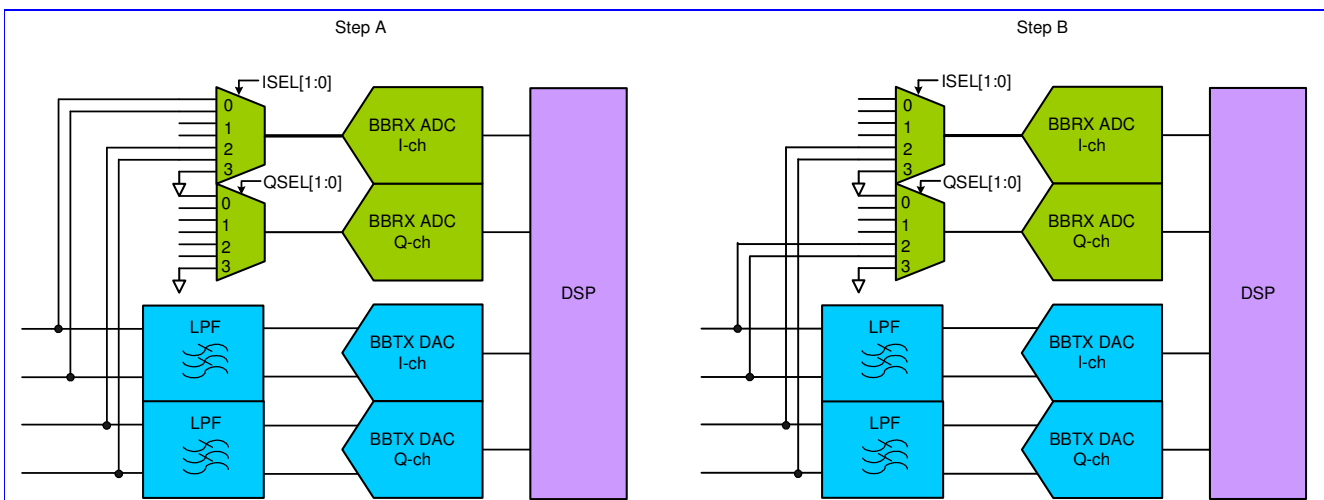 Step A
ISEL[1:0]
0
1
2
3
BBRX ADC
I-ch
QSEL[1:0]
0
1
2
3
BBRX ADC
Q-ch
DSP
LPF
BBTX DAC
I-ch
LPF
BBTX DAC
Q-ch
Step B
ISEL[1:0]
0
1
2
3
BBRX ADC
I-ch
QSEL[1:0]
0
1
2
3
BBRX ADC
Q-ch
DSP
LPF
BBTX DAC
I-ch
LPF
BBTX DAC
Q-ch